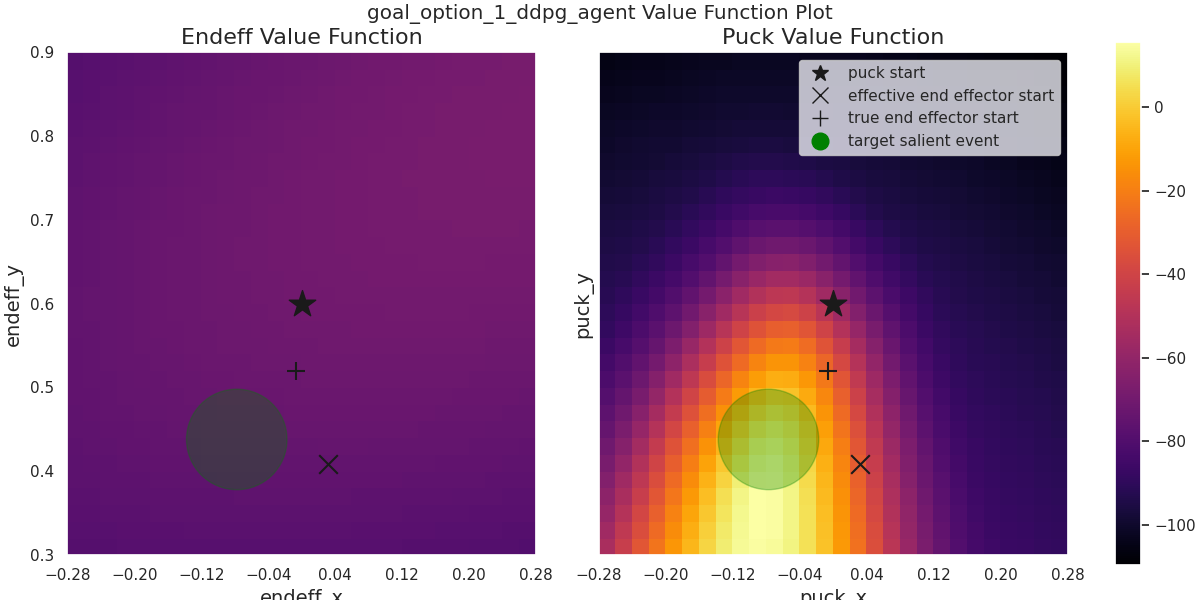 goal_option_1_ddpg_agent Value Function Plot
Endeff Value Function
Puck Value Function
puck start
effective end effector start
true end effector start
target salient event
endeff_y
0.9
0.8
0.7
0.6
0.5
0.4
0.3
−0.28 −0.20 −0.12 −0.04 0.04 0.12 0.20 0.28
endeff_x
puck_y
−0.28 −0.20 −0.12 −0.04 0.04 0.12 0.20 0.28
puck_x
0
−20
−40
−60
−80
−100